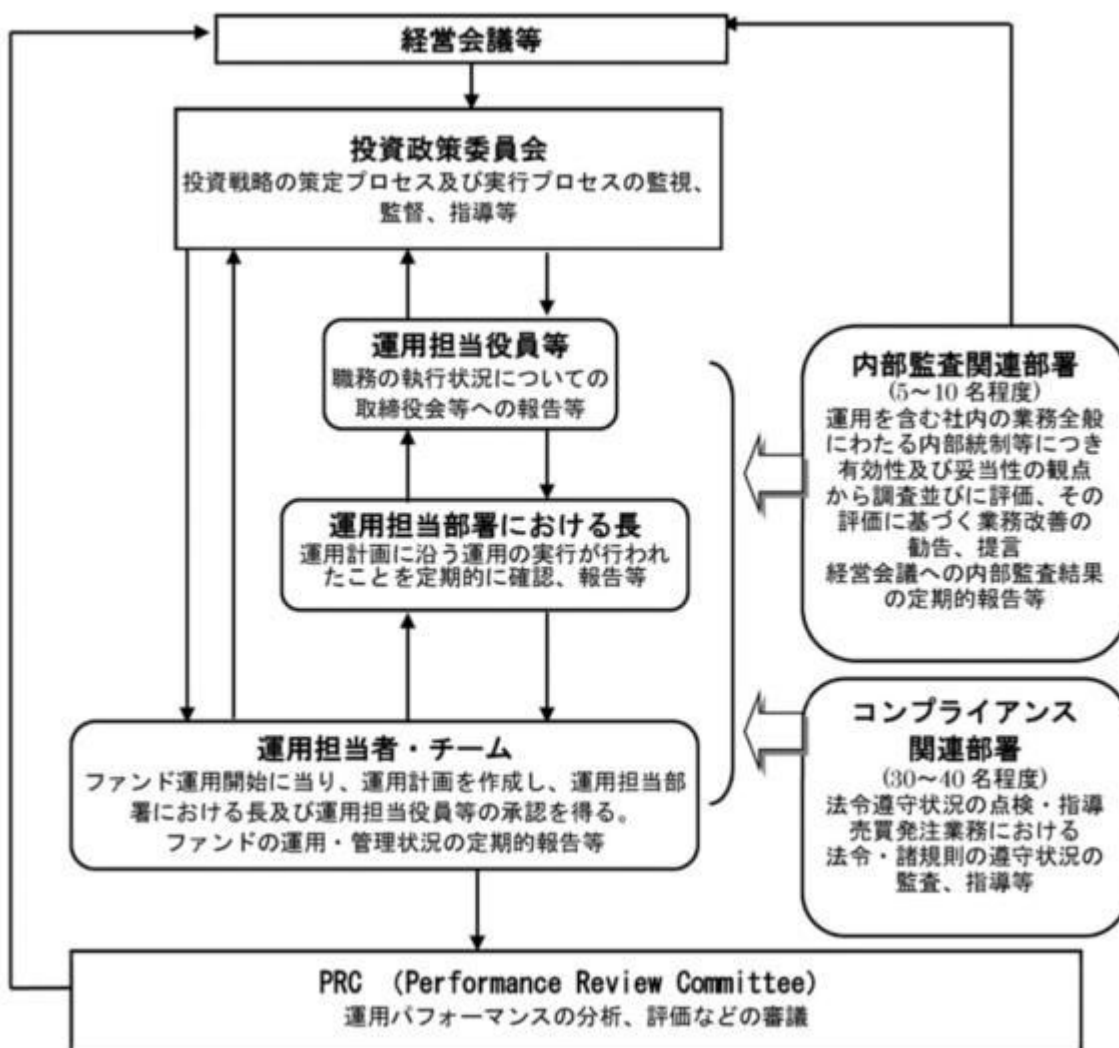 経営会議等
投資政策委員会
投資戦略の策定プロセス及び実行プロセスの監視、
監督、指導等
運用担当役員等
職務の執行状況についての
取締役会等への報告等
運用担当部署における長
運用計画に沿う運用の実行が行われ
たことを定期的に確認、報告等
運用担当者・チーム
ファンド運用開始に当り、運用計画を作成し、運用担当部
署における長及び運用担当役員等の承認を得る。
ファンドの運用・管理状況の定期的報告等
内部監査関連部署
(5～10 名程度)
運用を含む社内の業務全般
にわたる内部統制等につき
有効性及び妥当性の観点
から調査並びに評価、その
評価に基づく業務改善の
勧告、提言
経営会議への内部監査結果
の定期的報告等
コンプライアンス
関連部署
(30～40 名程度)
法令遵守状況の点検・指導
売買発注業務における
法令・諸規則の遵守状況の
監査、指導等
PRC （Performance Review Committee）
運用パフォーマンスの分析、評価などの審議